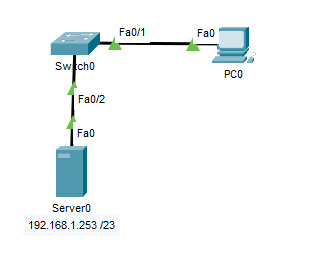 Fa0/1
Fa0
Switch0
PC0
Fa0/2
Fa0
Server0
192.168.1.253 /23